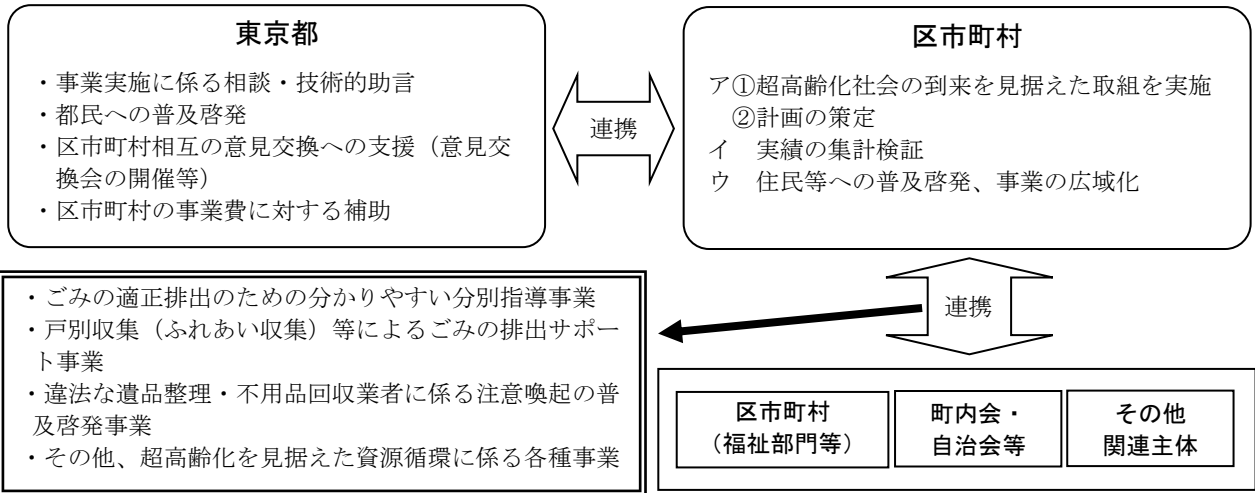 東京都
・事業実施に係る相談・技術的助言
・都民への普及啓発
・区市町村相互の意見交換への支援（意見交
換会の開催等）
・区市町村の事業費に対する補助
連携
区市町村
ア①超高齢化社会の到来を見据えた取組を実施
②計画の策定
イ　実績の集計検証
ウ　住民等への普及啓発、事業の広域化
・ごみの適正排出のための分かりやすい分別指導事業
・戸別収集（ふれあい収集）等によるごみの排出サポー
ト事業
・違法な遺品整理・不用品回収業者に係る注意喚起の普
及啓発事業
・その他、超高齢化を見据えた資源循環に係る各種事業
連携
区市町村
（福祉部門等）
町内会・
自治会等
その他
関連主体